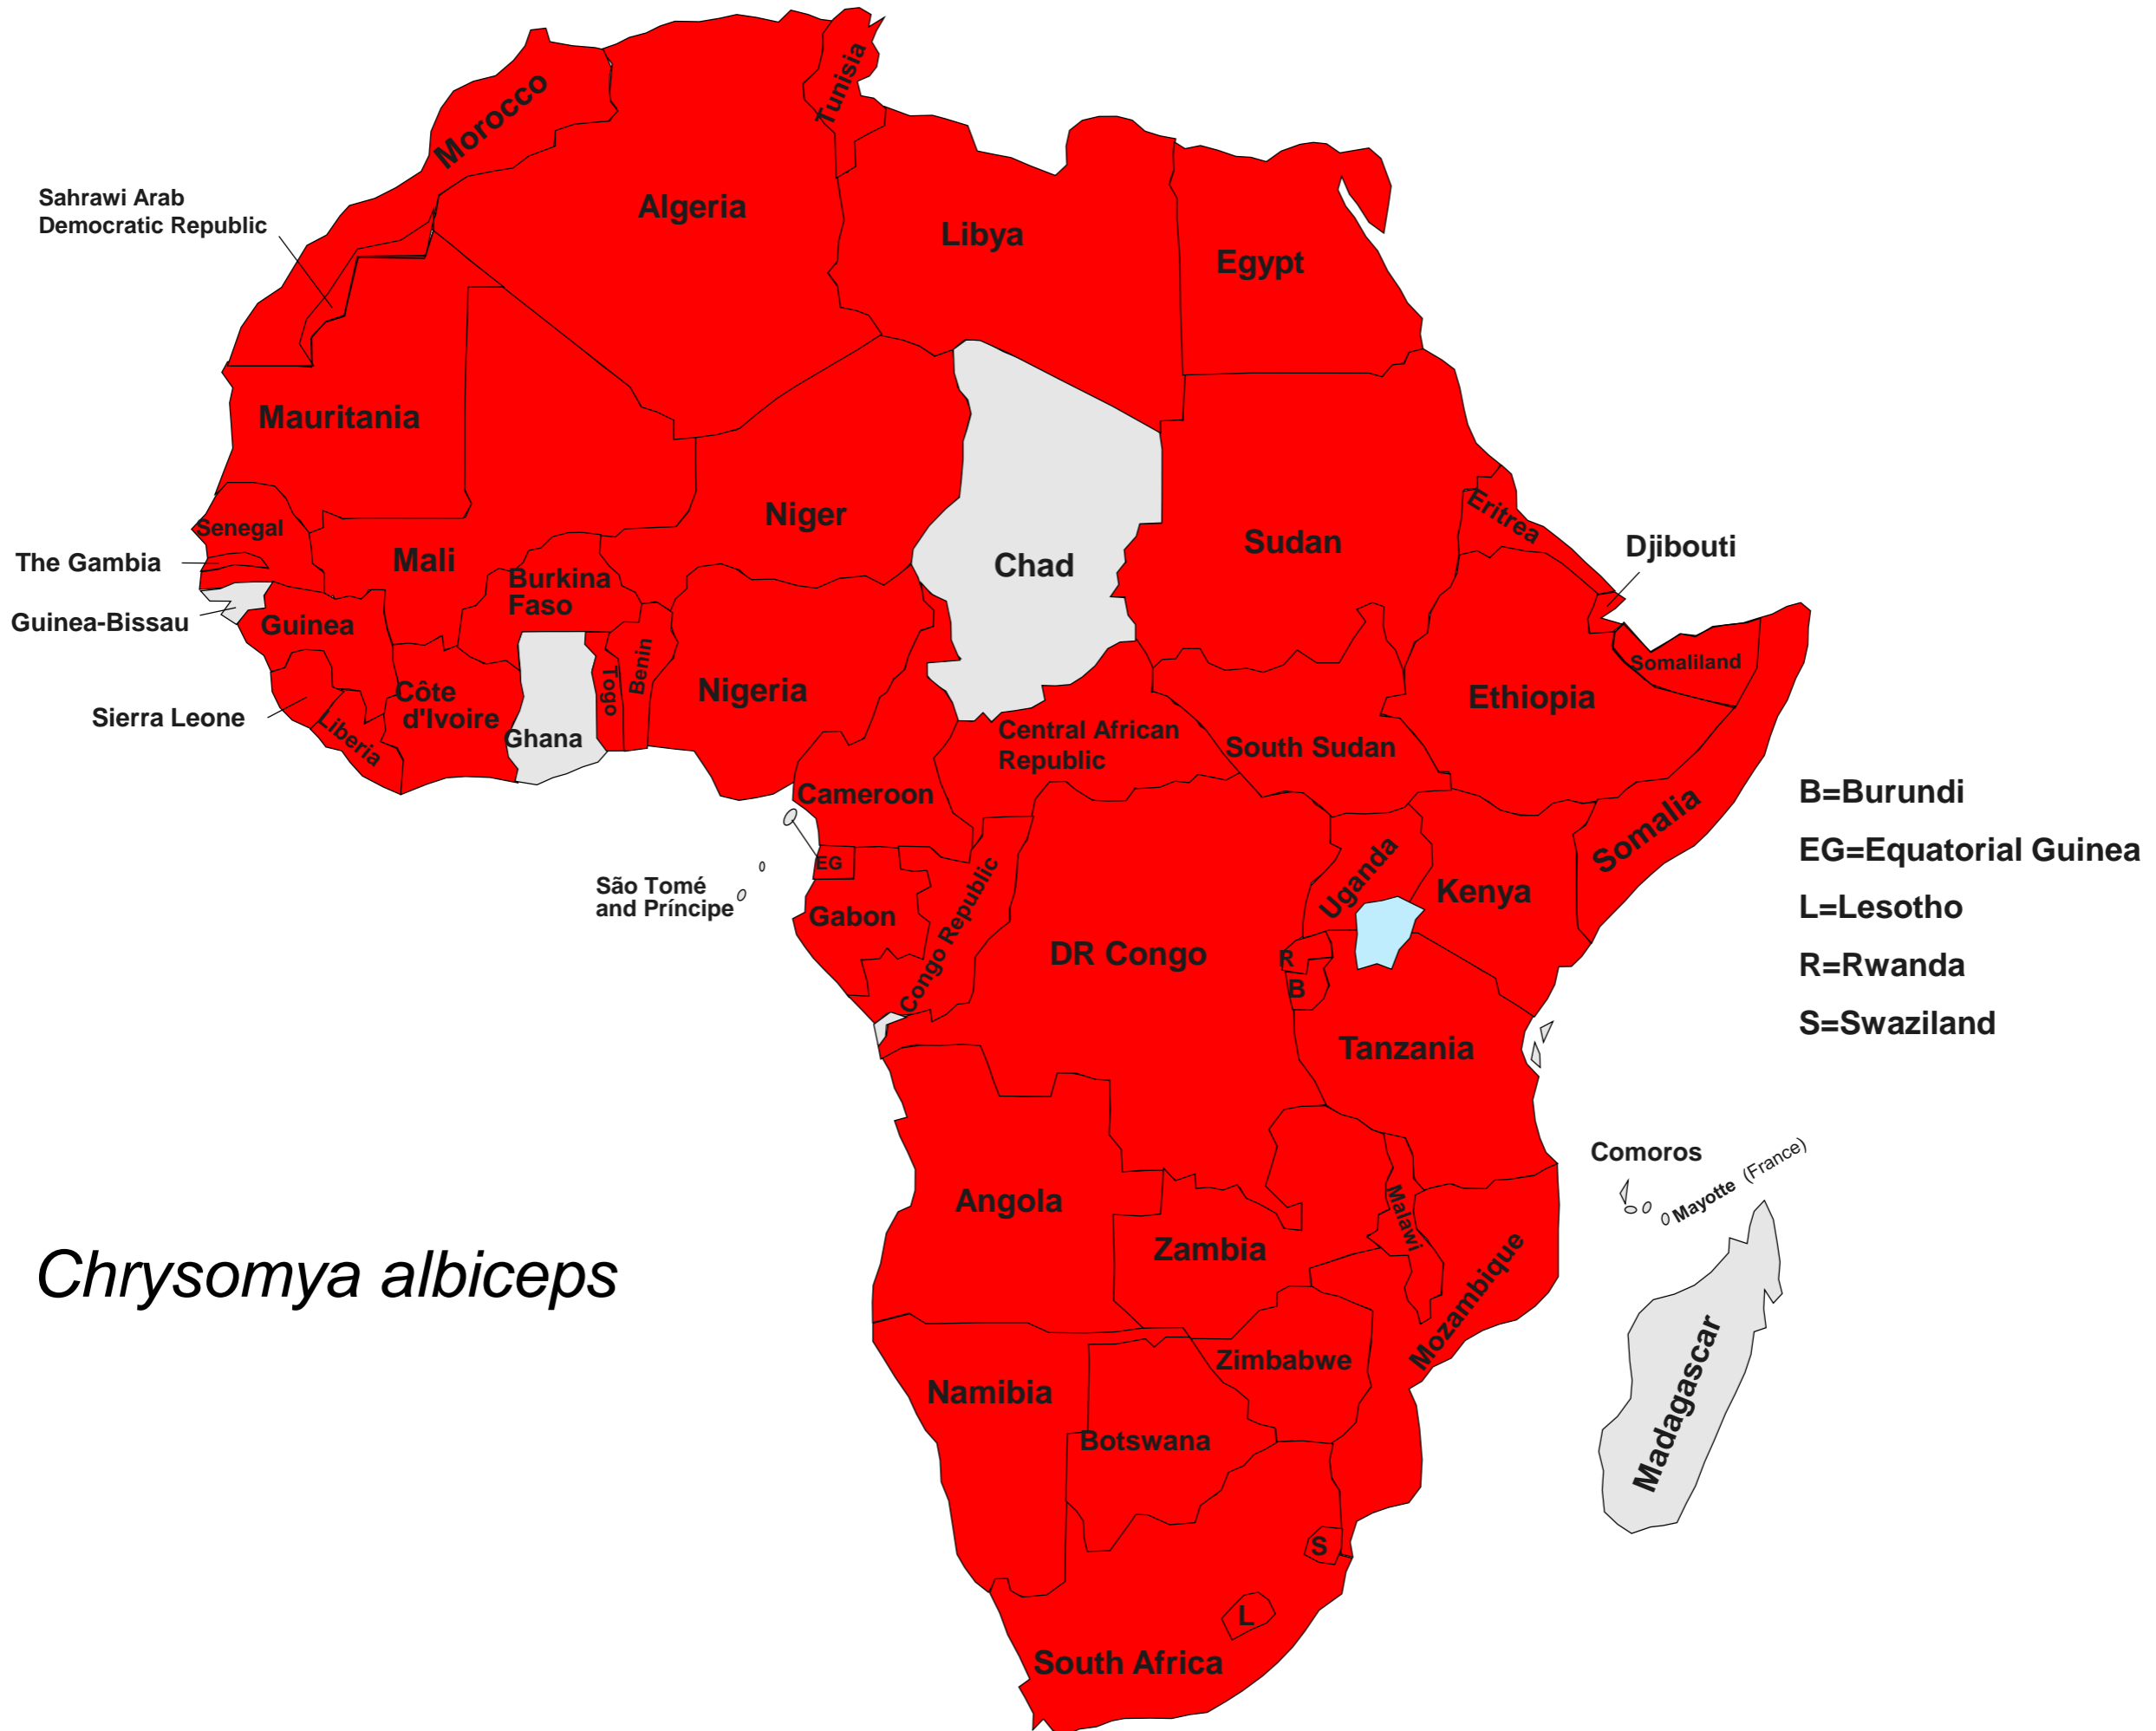 Tunisia
Morocco
Sahrawi Arab
Democratic Republic
Algeria
Libya
Egypt
Mauritania
Niger
Eritrea
Senegal
Sudan
Djibouti
The Gambia
Mali
Chad
Burkina
Faso
Guinea-Bissau
Guinea
Benin
Togo
Somaliland
Nigeria
Ethiopia
Côte
d'Ivoire
Sierra Leone
Liberia
Ghana
Central African
Republic
South Sudan
Cameroon
B=Burundi
Somalia
EG=Equatorial Guinea
EG
Uganda
Kenya
São Tomé
and Príncipe
Gabon
Congo Republic
L=Lesotho
DR Congo
R
R=Rwanda
B
S=Swaziland
Tanzania
Comoros
Mayotte (France)
Angola
Malawi
Zambia
Mozambique
Chrysomya albiceps
Zimbabwe
Namibia
Madagascar
Botswana
S
L
South Africa